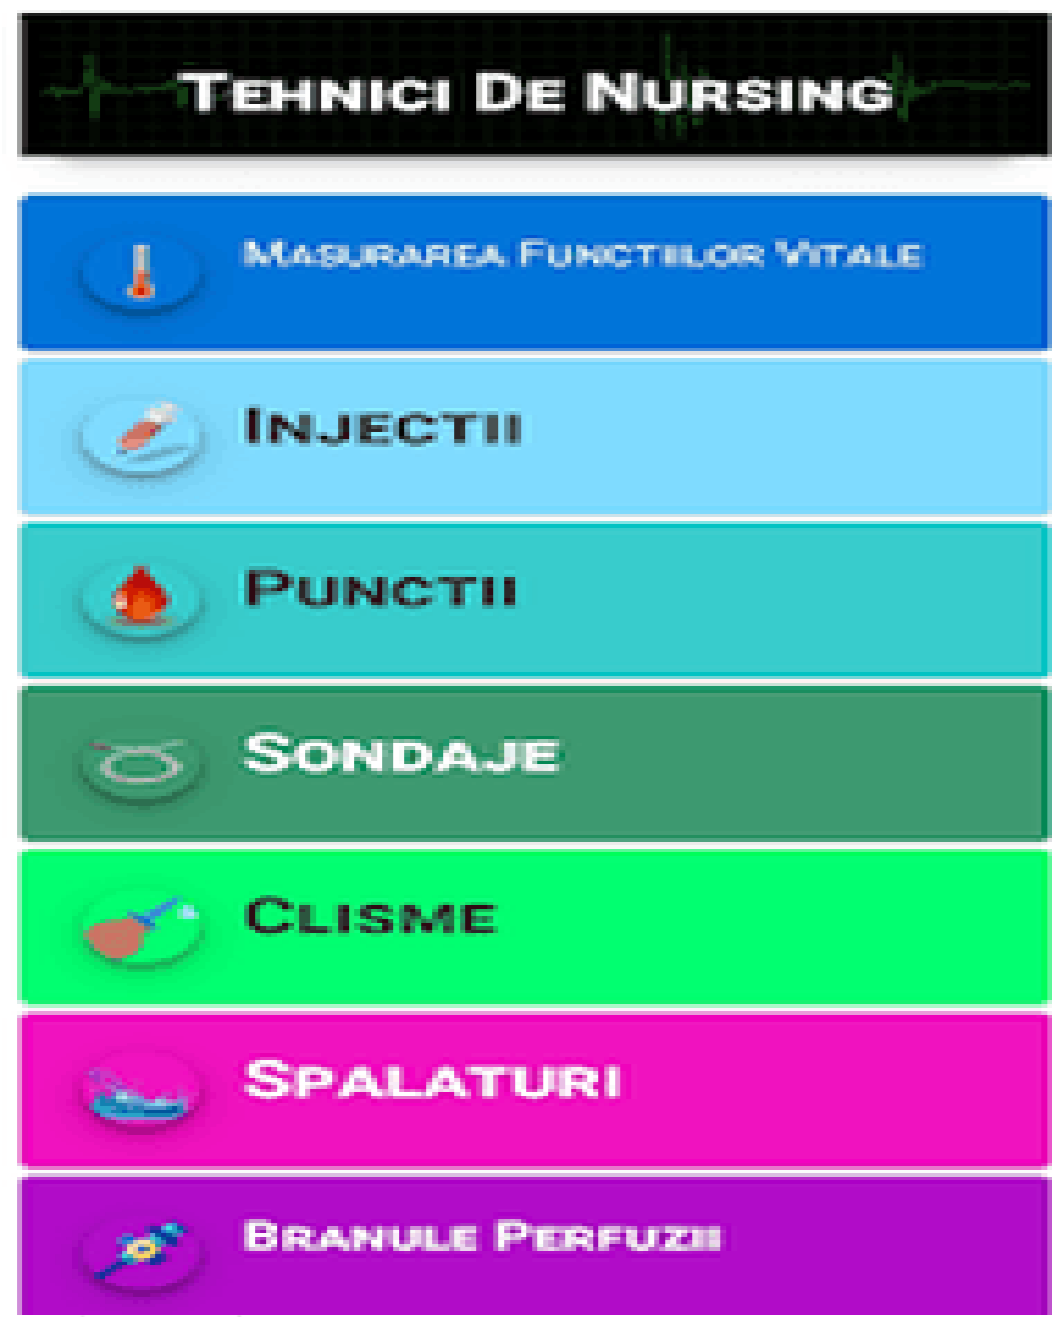 Tehnici De Nursing
Masurarea Functiilor Vitale
Injectii
Punctii
Sondaje
Clisme
Spalaturi
Branule Perfuzii